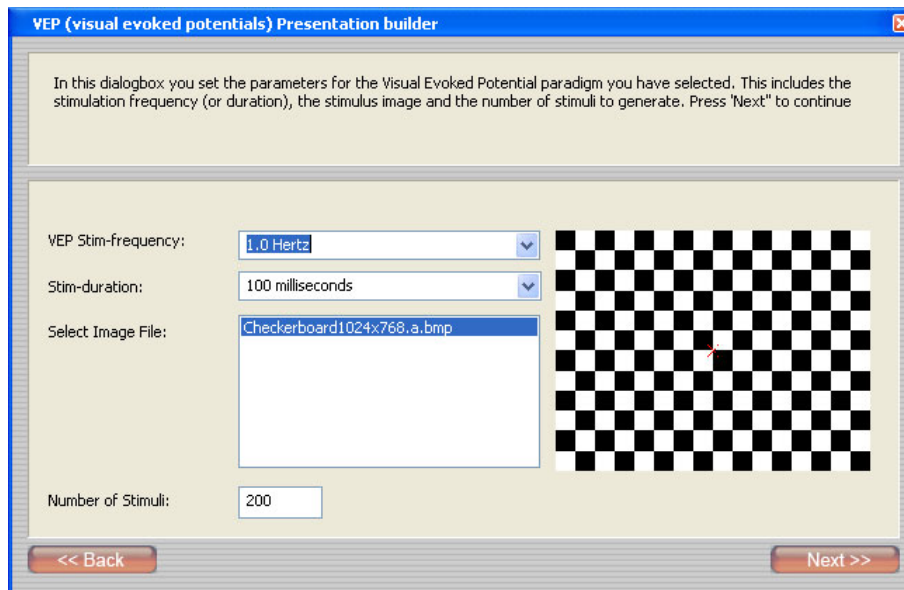 VEP (visual evoked potentials) Presentation builder
In this dialogbox you set the parameters for the Visual Evoked Potential paradigm you have selected. This includes the
stimulation frequency (or duration), the stimulus image and the number of stimuli to generate. Press 'Next" to continue
VEP Stim-frequency:
1.0 Hertz
Stim-duration:
100 milliseconds
Select Image File:
Checkerboard1024x768.a.bmp
Number of Stimuli:
200
<< Back
Next >>